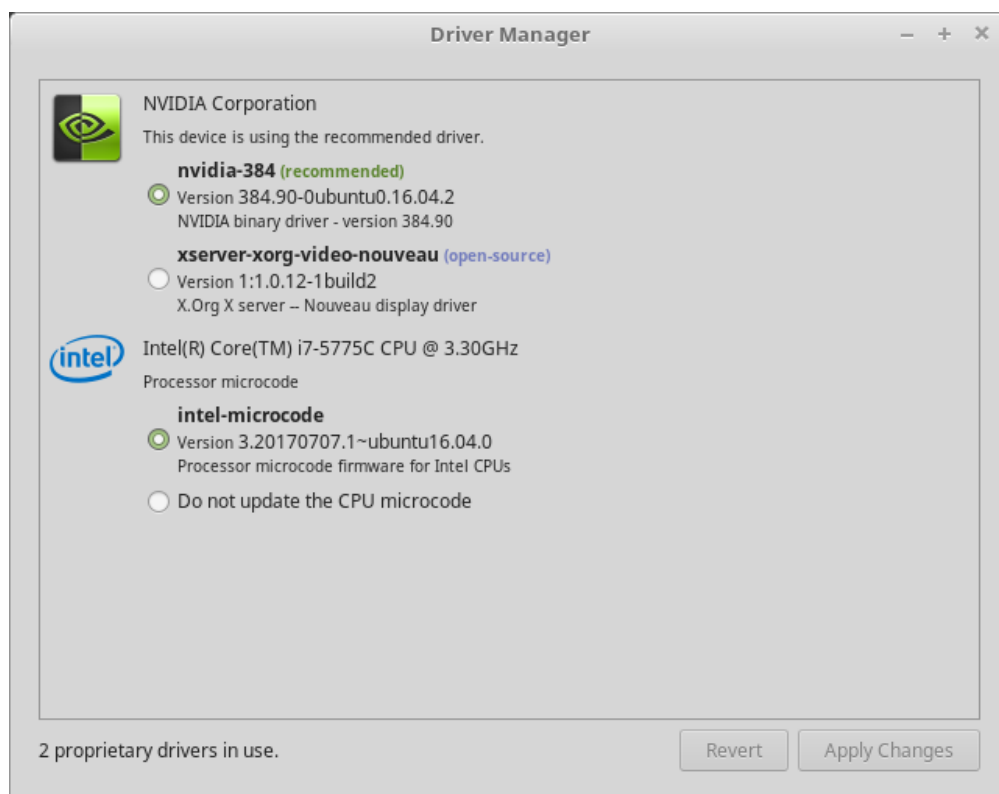 Driver Manager
NVIDIA Corporation
This device is using the recommended driver.
nvidia-384 (recommended)
Version 384.90-0ubuntu0.16.04.2
NVIDIA binary driver - version 384.90
xserver-xorg-video-nouveau (open-source)
Version 1:1.0.12-1build2
X.Org X server -- Nouveau display driver
intel
Intel(R) Core(TM) i7-5775C CPU @ 3.30GHz
Processor microcode
intel-microcode
Version 3.20170707.1~ubuntu16.04.0
Processor microcode firmware for Intel CPUs
Do not update the CPU microcode
2 proprietary drivers in use.
Revert
Apply Changes